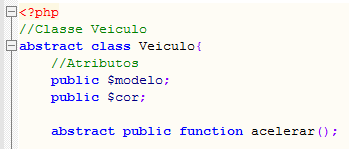 <?php
//Classe Veiculo
abstract class Veiculo{
//Atributos
public $modelo;
public $cor;
abstract public function acelerar();